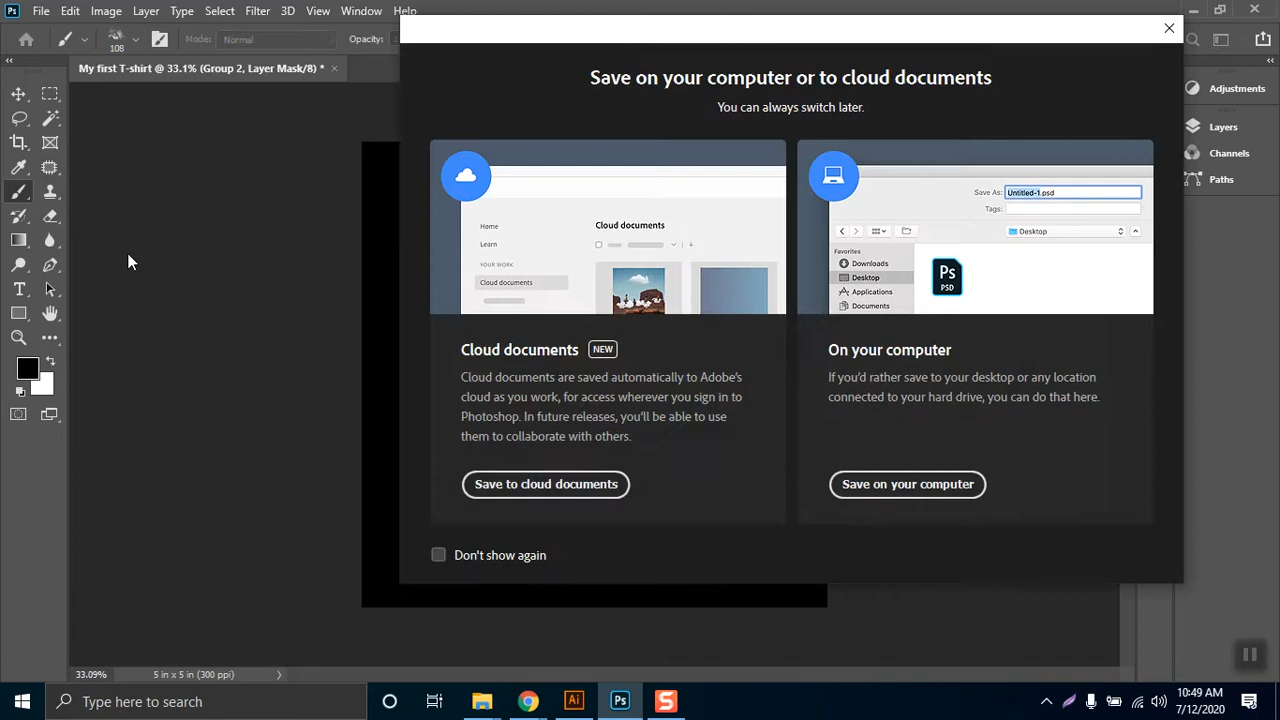 Ps File Edit Image Layer Type Select Filter 3D View Window
108 Mode: Normal Opacity:
My first T-shirt @ 33.1% (Group 2, Layer Mask/8) * ×
Save on your computer or to cloud documents
You can always switch later.
Home
Learn
YOUR WORK
Cloud documents
Cloud documents
Save As: Untitled-1.psd
Tags:
Desktop
Favorites
Downloads
Desktop
Applications
Documents
Ps
PSD
Cloud documents NEW
Cloud documents are saved automatically to Adobe's
cloud as you work, for access wherever you sign in to
Photoshop. In future releases, you'll be able to use
them to collaborate with others.
Save to cloud documents
On your computer
If you'd rather save to your desktop or any location
connected to your hard drive, you can do that here.
Save on your computer
Don't show again
Adjustments
Layers
Channels
Paths
33.09% 5 in x 5 in (300 ppi)
Type here to search
Ai Ps S
10:49 AM
7/12/2020